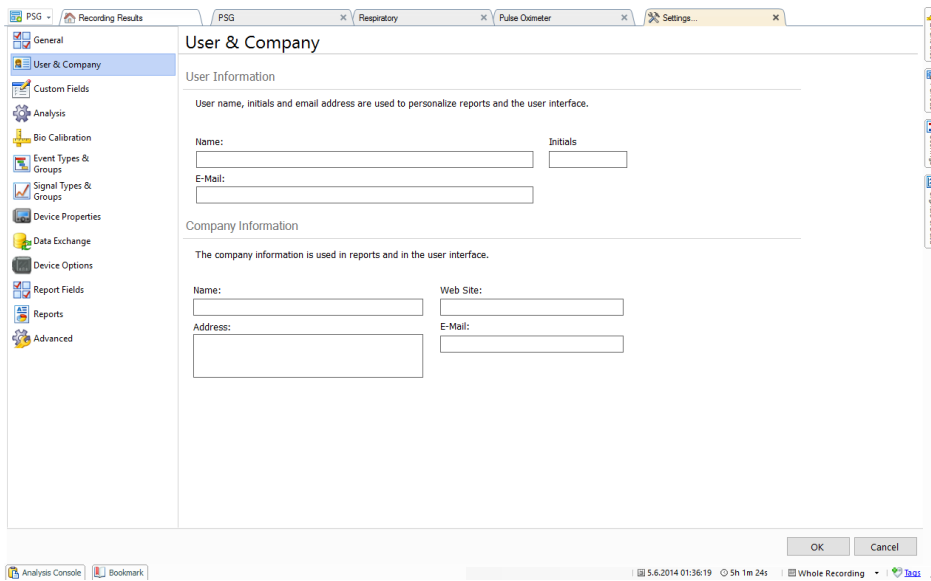 PSG
Recording Results
PSG
Respiratory
Pulse Oximeter
Settings...
General
User & Company
Custom Fields
Analysis
Bio Calibration
Event Types &
Groups
Signal Types &
Groups
Device Properties
Data Exchange
Device Options
Report Fields
Reports
Advanced
User & Company
User Information
User name, initials and email address are used to personalize reports and the user interface.
Name:
Initials
E-Mail:
Company Information
The company information is used in reports and in the user interface.
Name:
Web Site:
Address:
E-Mail:
OK
Cancel
Analysis Console
Bookmark
5.6.2014 01:36:19
5h 1m 24s
Whole Recording
Tags